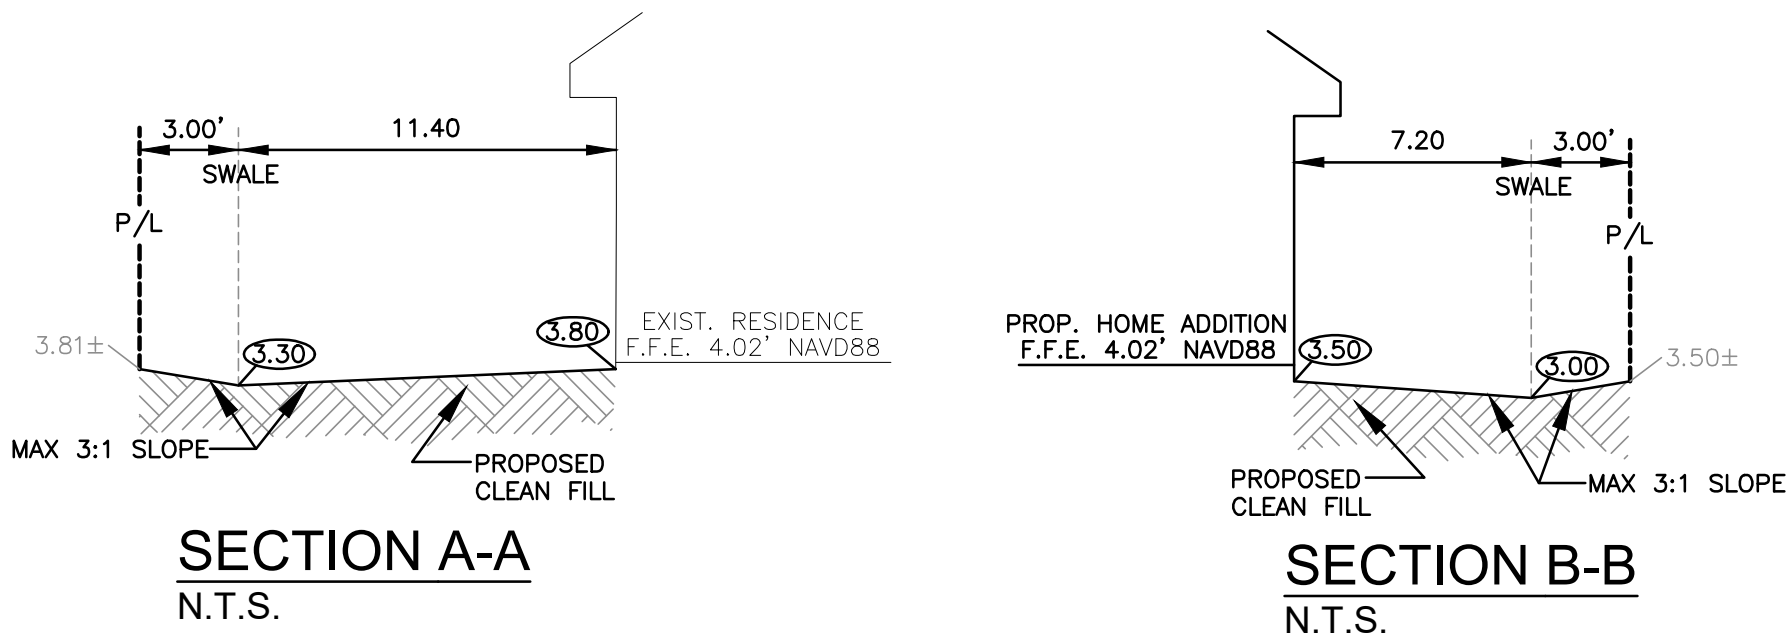 3.00'
11.40
SWALE
P/L
3.81±
3.30
3.80
EXIST. RESIDENCE
F.F.E. 4.02' NAVD88
MAX 3:1 SLOPE
PROPOSED
CLEAN FILL
SECTION A-A
N.T.S.
7.20
3.00'
SWALE
P/L
PROP. HOME ADDITION
F.F.E. 4.02' NAVD88
3.50
3.00
3.50±
PROPOSED
CLEAN FILL
MAX 3:1 SLOPE
SECTION B-B
N.T.S.